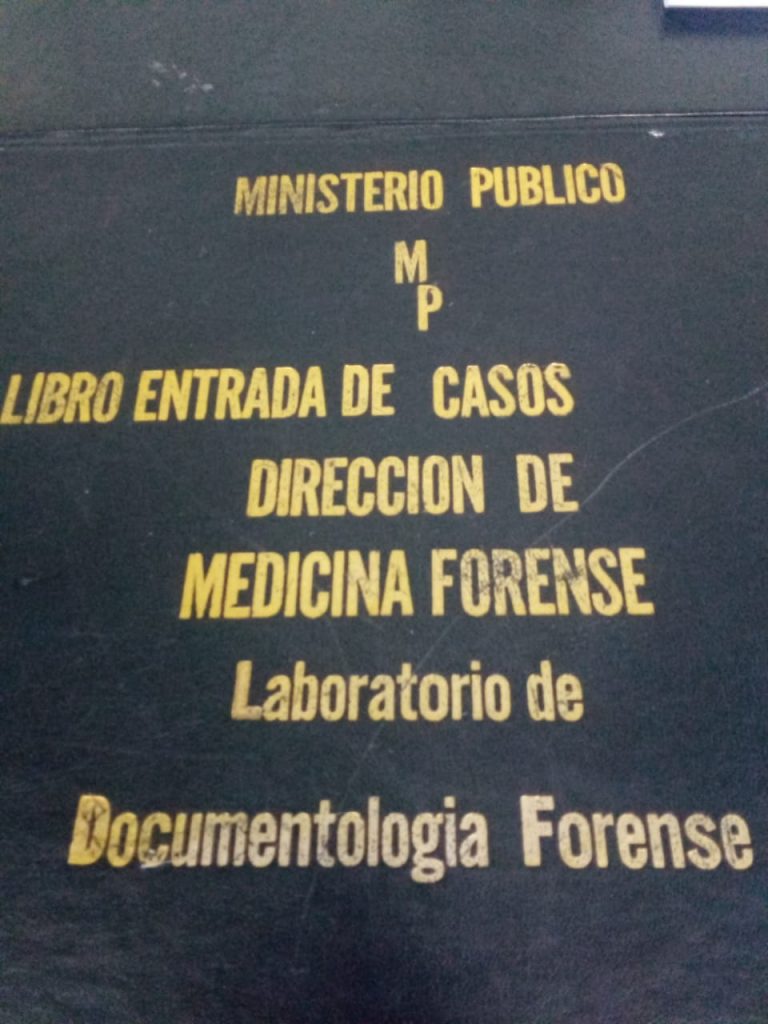 MINISTERIO PUBLICO
M
P
LIBRO ENTRADA DE CASOS
DIRECCION DE
MEDICINA FORENSE
Laboratorio de
Documentologia Forense